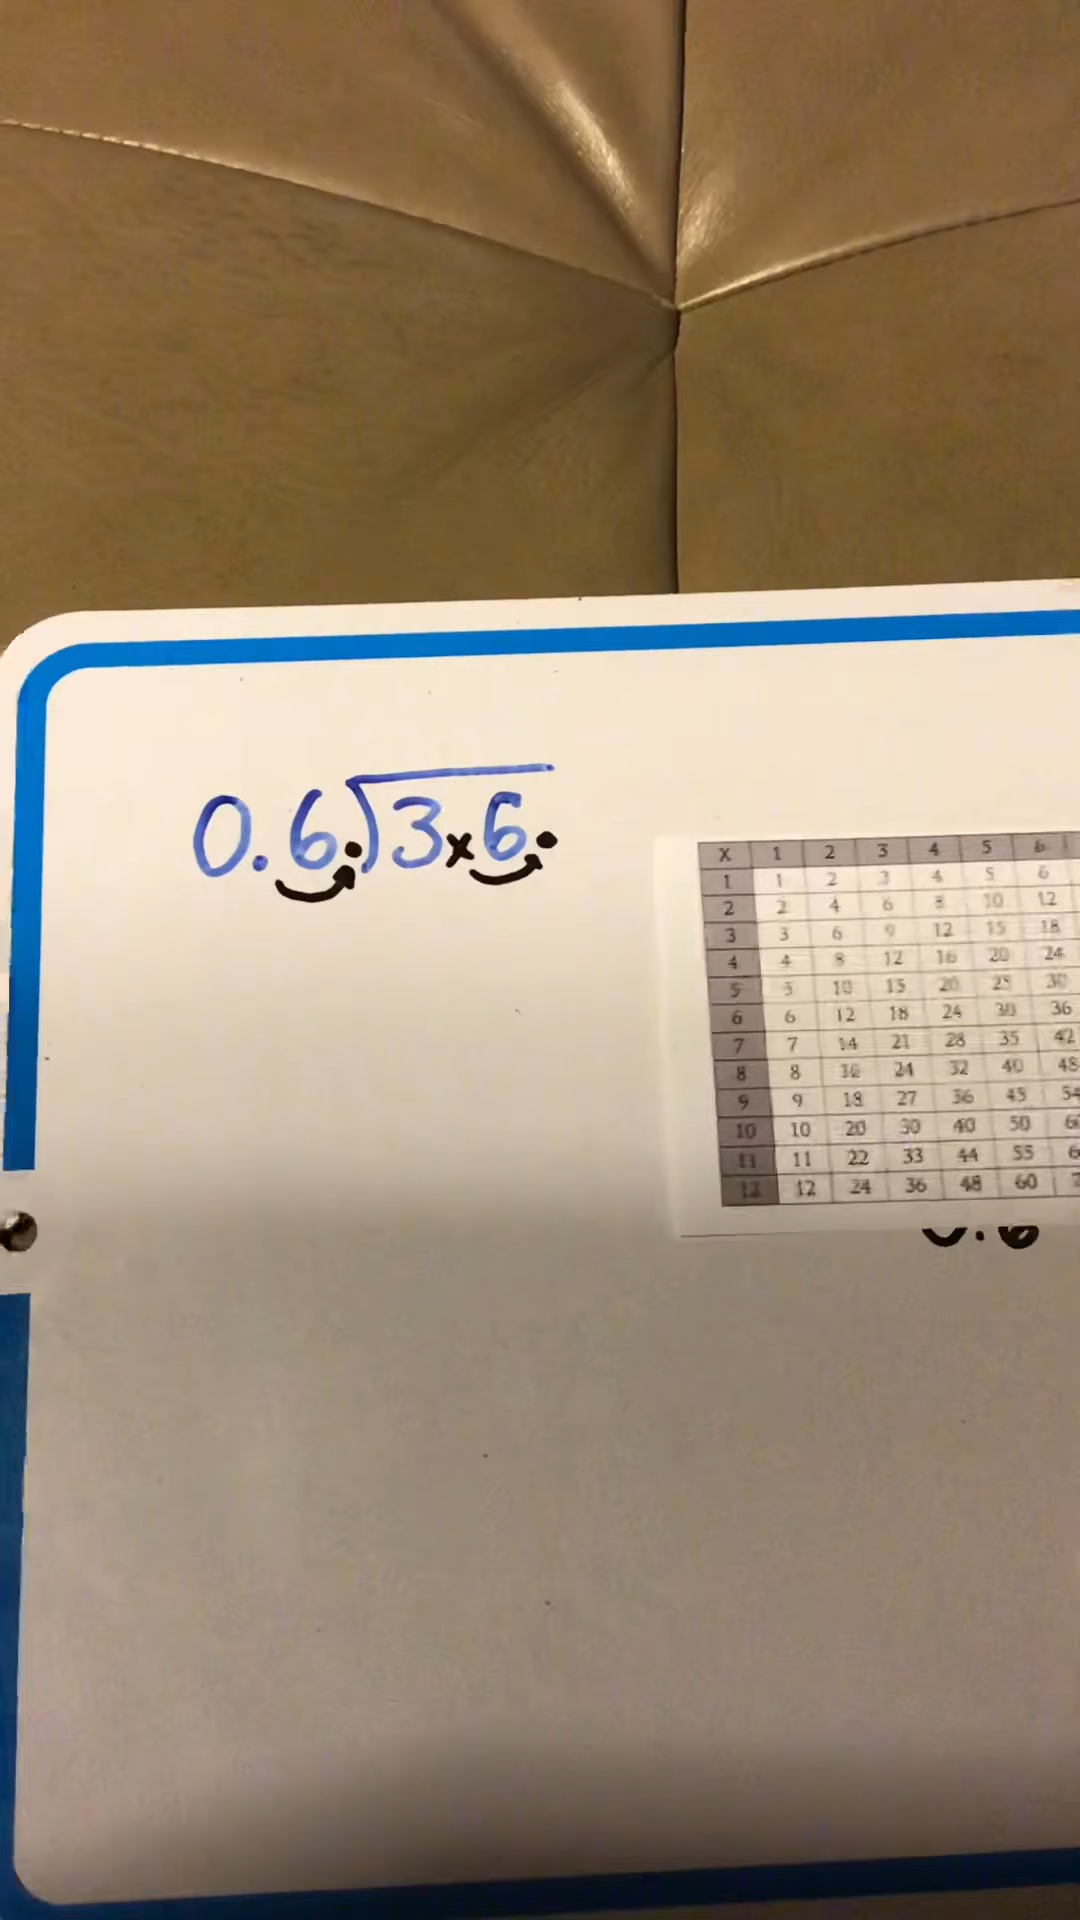 0.6.)3x6.
X 1 2 3 4 5 6
1 1 2 3 4 5 6
2 2 4 6 8 10 12
3 3 6 9 12 15 18
4 4 8 12 16 20 24
5 5 10 15 20 25 30
6 6 12 18 24 30 36
7 7 14 21 28 35 42
8 8 16 24 32 40 48
9 9 18 27 36 45 54
10 10 20 30 40 50
11 11 22 33 44 55
12 12 24 36 48 60